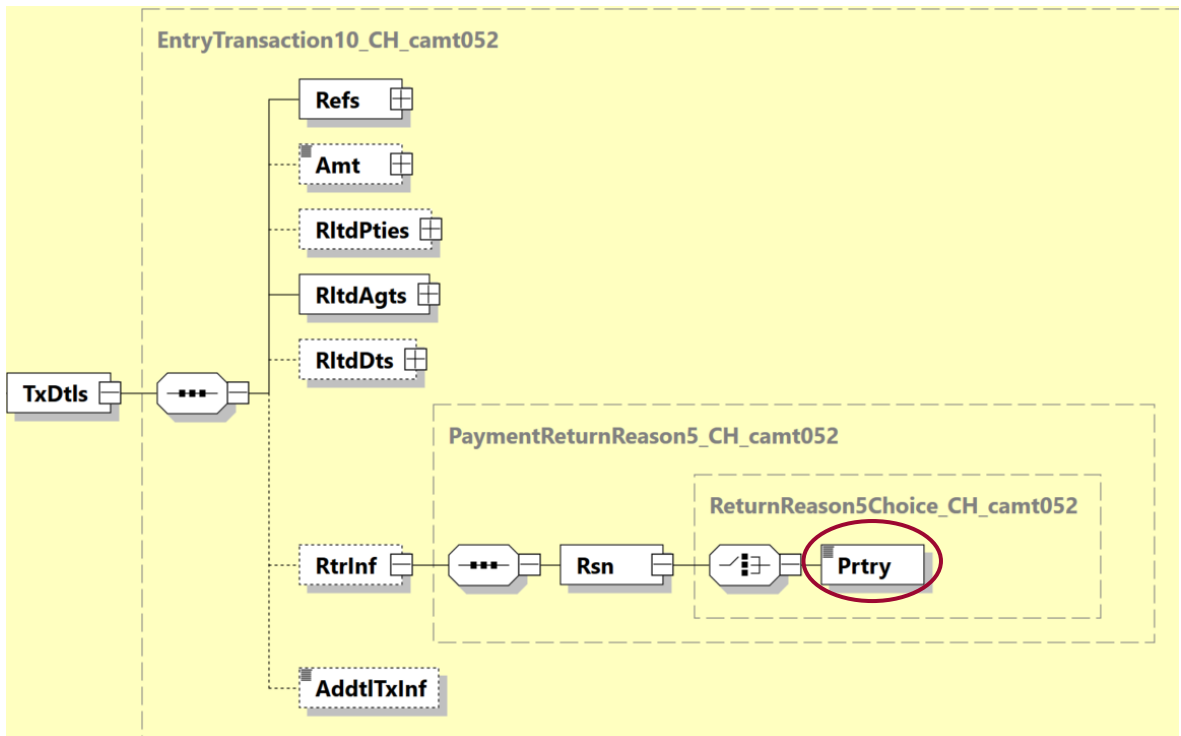 EntryTransaction10_CH_camt052
Refs
Amt
RltdPties
RltdAgts
RltdDts
TxDtls
PaymentReturnReason5_CH_camt052
ReturnReason5Choice_CH_camt052
RtrInf
Rsn
Prtry
AddtlTxInf